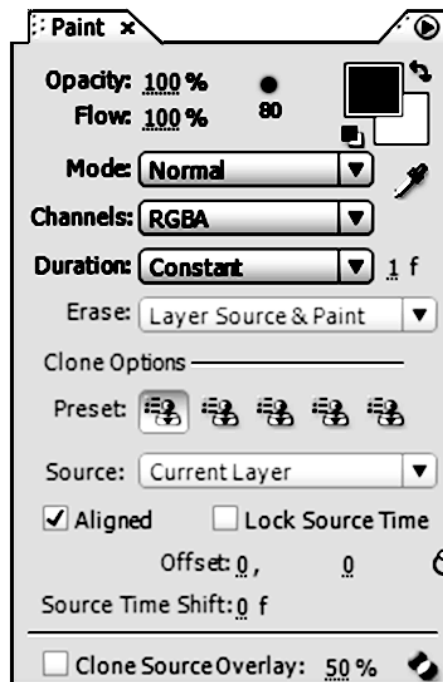 Paint x
Opacity: 100 %
Flow: 100 %
80
Mode: Normal
Channels: RGBA
Duration: Constant 1 f
Erase: Layer Source & Paint
Clone Options
Preset:
Source: Current Layer
Aligned Lock Source Time
Offset: 0, 0
Source Time Shift: 0 f
Clone Source Overlay: 50 %